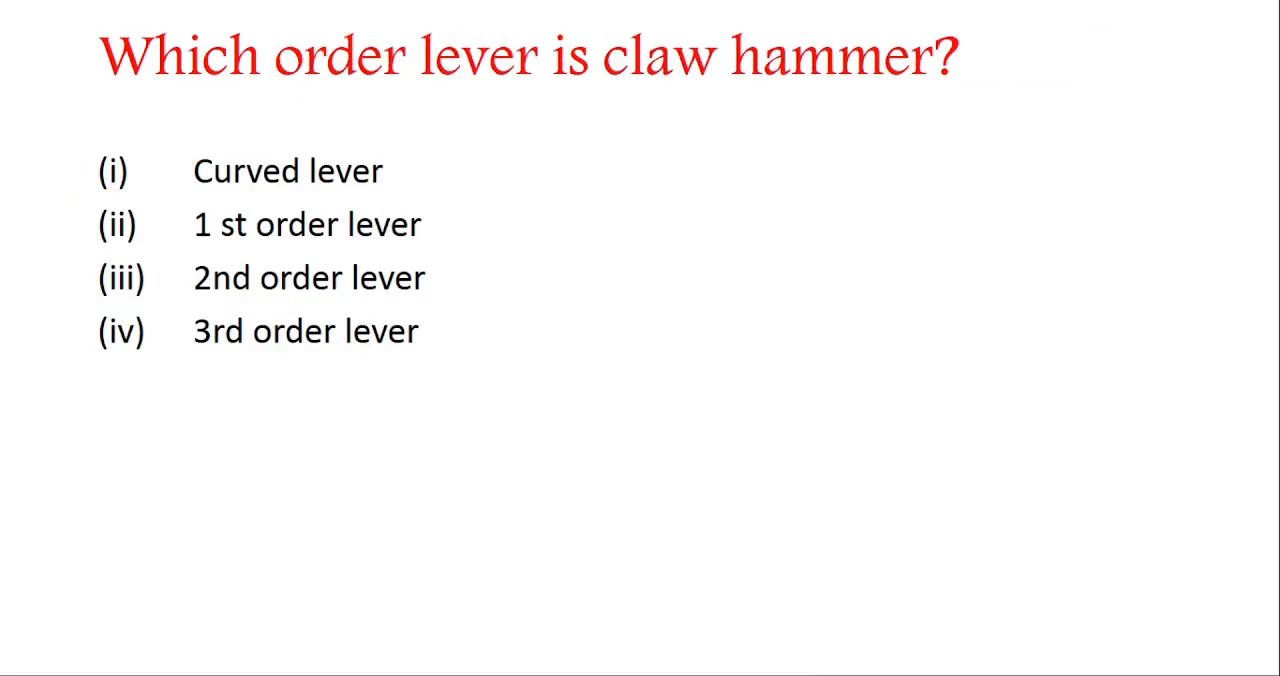 Which order lever is claw hammer?
(i) Curved lever
(ii) 1 st order lever
(iii) 2nd order lever
(iv) 3rd order lever